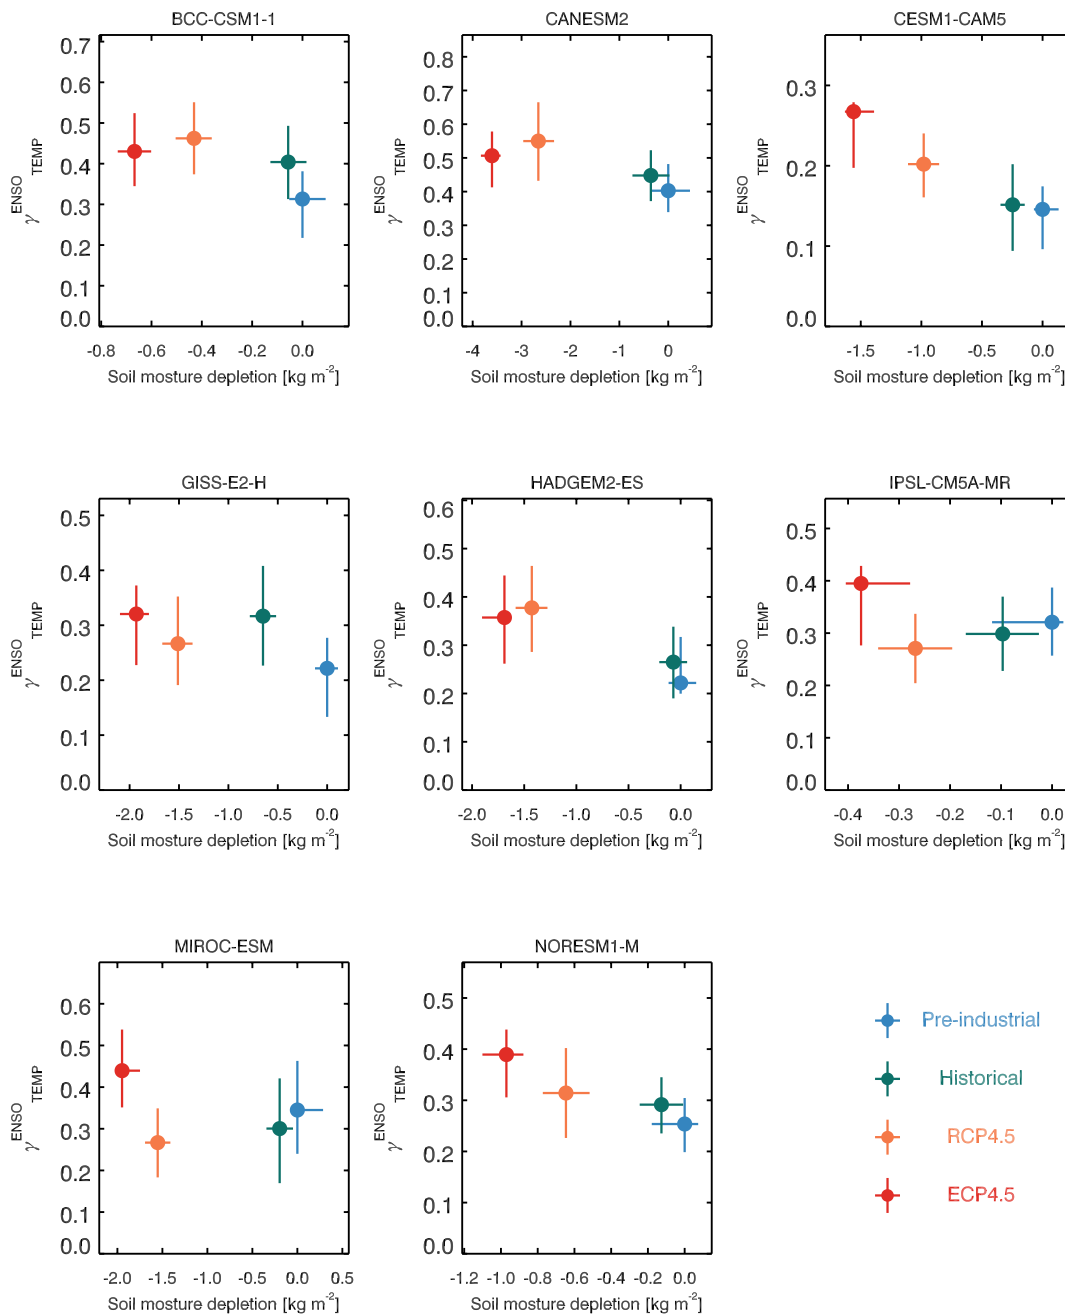 BCC-CSM1-1
CANESM2
CESM1-CAM5
0.7
0.6
0.5
0.4
0.3
0.2
0.1
0.0
γ ENSO TEMP
-0.8 -0.6 -0.4 -0.2 0.0
Soil mosture depletion [kg m-2]
0.8
0.7
0.6
0.5
0.4
0.3
0.2
0.1
0.0
γ ENSO TEMP
-4 -3 -2 -1 0
Soil mosture depletion [kg m-2]
0.3
0.2
0.1
0.0
γ ENSO TEMP
-1.5 -1.0 -0.5 0.0
Soil mosture depletion [kg m-2]
GISS-E2-H
HADGEM2-ES
IPSL-CM5A-MR
0.5
0.4
0.3
0.2
0.1
0.0
γ ENSO TEMP
-2.0 -1.5 -1.0 -0.5 0.0
Soil mosture depletion [kg m-2]
0.6
0.5
0.4
0.3
0.2
0.1
0.0
γ ENSO TEMP
-2.0 -1.5 -1.0 -0.5 0.0
Soil mosture depletion [kg m-2]
0.5
0.4
0.3
0.2
0.1
0.0
γ ENSO TEMP
-0.4 -0.3 -0.2 -0.1 0.0
Soil mosture depletion [kg m-2]
MIROC-ESM
NORESM1-M
0.6
0.5
0.4
0.3
0.2
0.1
0.0
γ ENSO TEMP
-2.0 -1.5 -1.0 -0.5 0.0 0.5
Soil mosture depletion [kg m-2]
0.5
0.4
0.3
0.2
0.1
0.0
γ ENSO TEMP
-1.2 -1.0 -0.8 -0.6 -0.4 -0.2 0.0
Soil mosture depletion [kg m-2]
Pre-industrial
Historical
RCP4.5
ECP4.5